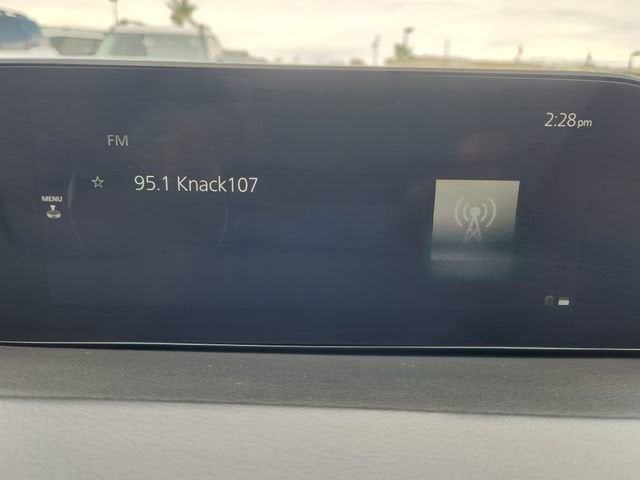 2:28pm
FM
95.1 Knack107
MENU